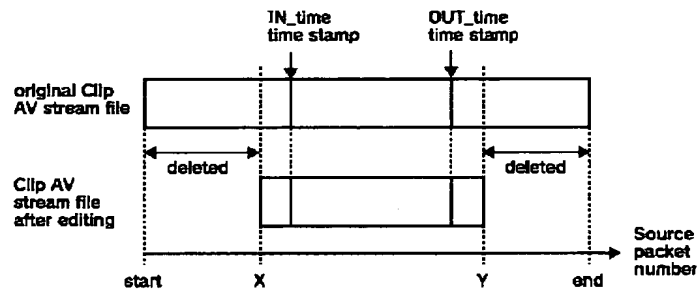 IN_time
time stamp
OUT_time
time stamp
original Clip
AV stream file
deleted
deleted
Clip AV
stream file
after editing
Source
packet
number
start
X
Y
end